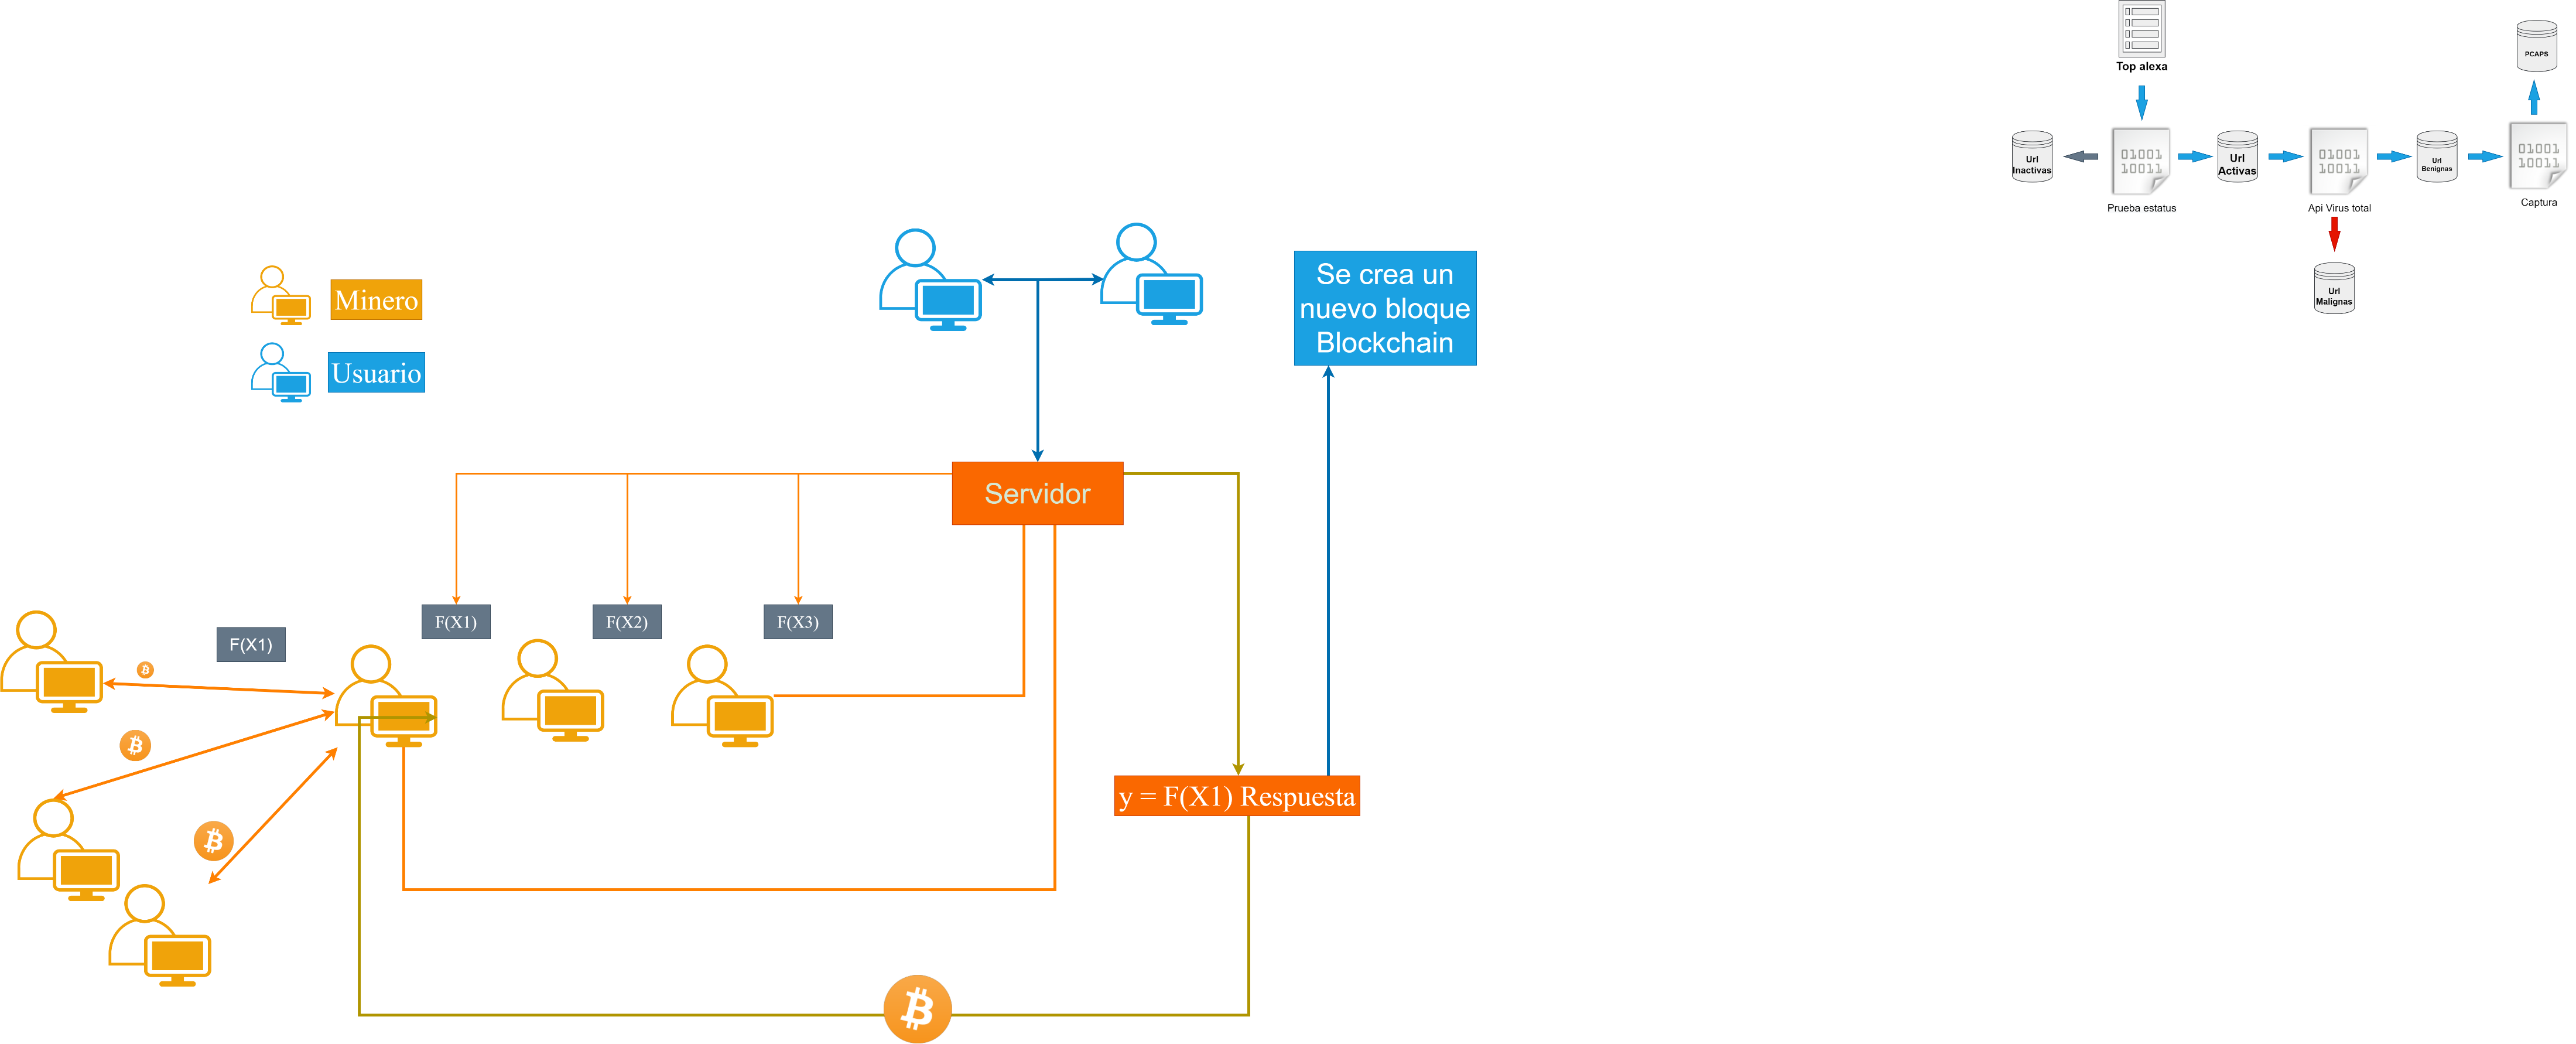 Top alexa
PCAPS
Url
Inactivas
01001
10011
Url
Activas
01001
10011
Url
Benignas
01001
10011
Prueba estatus
Api Virus total
Captura
Url
Malignas
Minero
Usuario
Se crea un
nuevo bloque
Blockchain
Servidor
F(X1)
F(X1)
F(X2)
F(X3)
y = F(X1) Respuesta